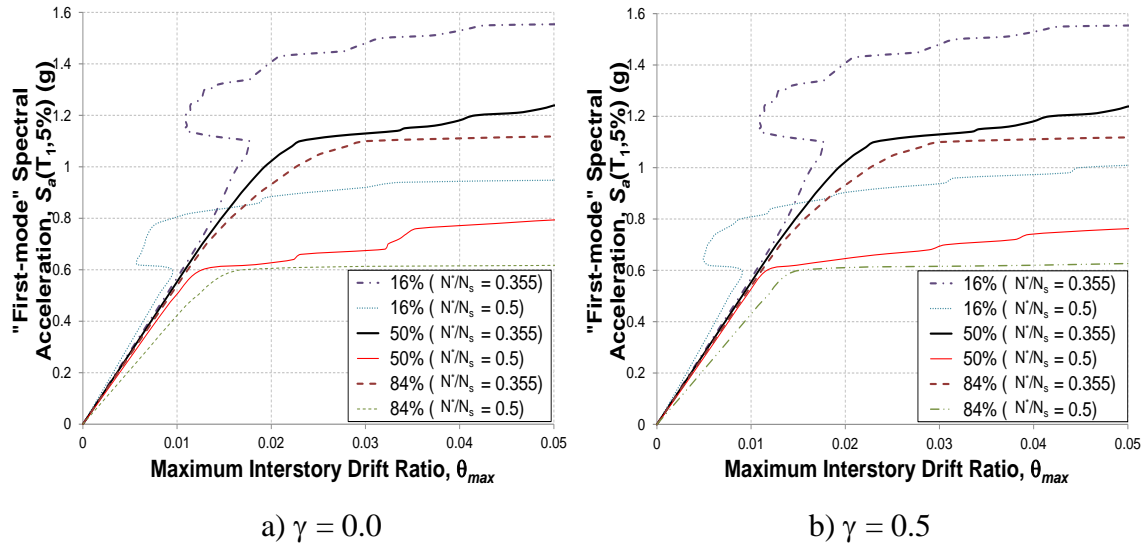 1.6
1.4
1.2
1
0.8
0.6
0.4
0.2
0
"First-mode" Spectral
Acceleration, Sa(T1,5%) (g)
16% ( N*/Ns = 0.355)
16% ( N*/Ns = 0.5)
50% ( N*/Ns = 0.355)
50% ( N*/Ns = 0.5)
84% ( N*/Ns = 0.355)
84% ( N*/Ns = 0.5)
0 0.01 0.02 0.03 0.04 0.05
Maximum Interstory Drift Ratio, θmax
a) γ = 0.0
1.6
1.4
1.2
1
0.8
0.6
0.4
0.2
0
"First-mode" Spectral
Acceleration, Sa(T1,5%) (g)
16% ( N*/Ns = 0.355)
16% ( N*/Ns = 0.5)
50% ( N*/Ns = 0.355)
50% ( N*/Ns = 0.5)
84% ( N*/Ns = 0.355)
84% ( N*/Ns = 0.5)
0 0.01 0.02 0.03 0.04 0.05
Maximum Interstory Drift Ratio, θmax
b) γ = 0.5